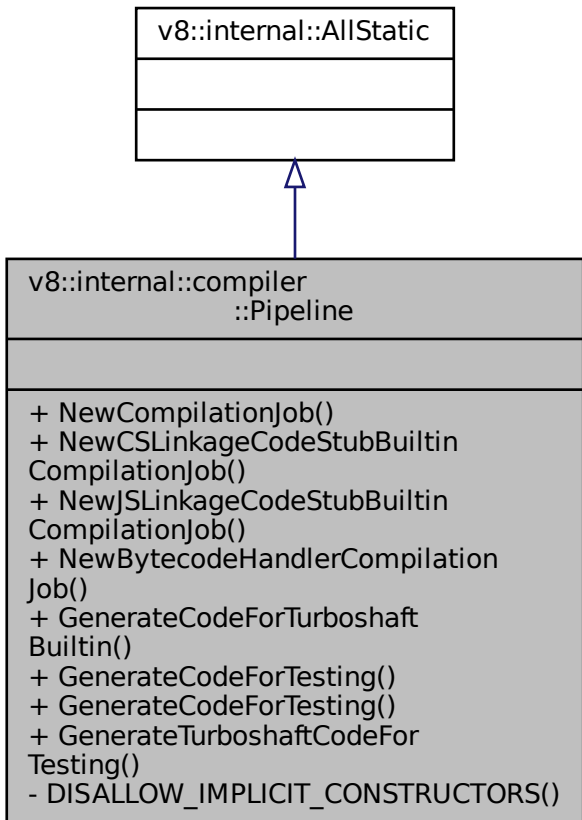 v8::internal::AllStatic
v8::internal::compiler
::Pipeline
+ NewCompilationJob()
+ NewCSLinkageCodeStubBuiltin
CompilationJob()
+ NewJSLinkageCodeStubBuiltin
CompilationJob()
+ NewBytecodeHandlerCompilation
Job()
+ GenerateCodeForTurboshaft
Builtin()
+ GenerateCodeForTesting()
+ GenerateCodeForTesting()
+ GenerateTurboshaftCodeFor
Testing()
- DISALLOW_IMPLICIT_CONSTRUCTORS()